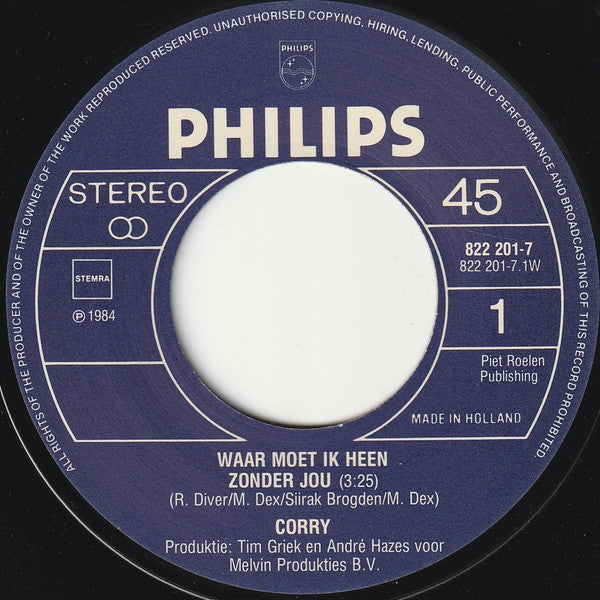 ALL RIGHTS OF THE PRODUCER AND OF THE OWNER OF THE WORK REPRODUCED RESERVED. UNAUTHORISED COPYING, HIRING, LENDING, PUBLIC PERFORMANCE AND BROADCASTING OF THIS RECORD PROHIBITED.
PHILIPS
PHILIPS
STEREO
45
822 201-7
822 201-7.1W
STEMRA
℗ 1984
1
Piet Roelen
Publishing
MADE IN HOLLAND
WAAR MOET IK HEEN
ZONDER JOU (3:25)
(R. Diver/M. Dex/Siirak Brogden/M. Dex)
CORRY
Produktie: Tim Griek en André Hazes voor
Melvin Produkties B.V.